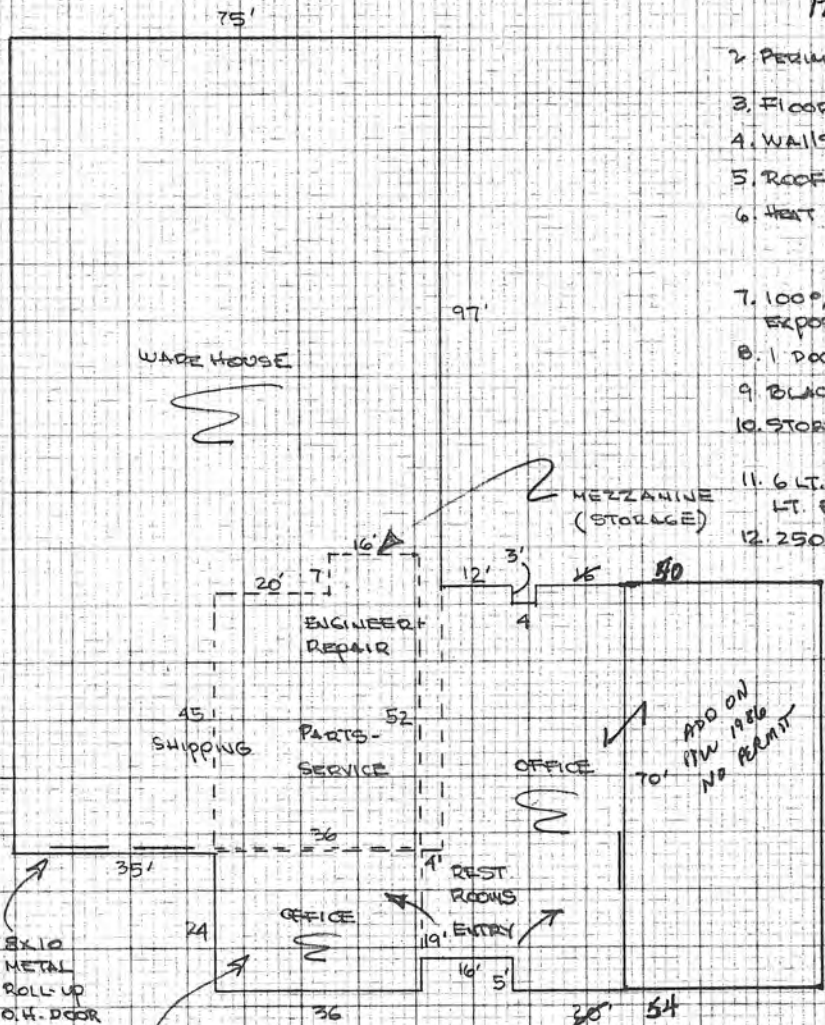 75'
2 PERIM
3. FLOOR
4. WALLS
5. ROOF
6. HEAT
7. 100%
EXPOS
8. 1 DOO
9. BLAC
10. STOR
11. 6 LT.
LT.
12. 250
97'
WAREHOUSE
MEZZANINE
(STORAGE)
16'
20'
7
12'
3'
4
16
40
ENGINEER +
REPAIR
45
SHIPPING
PARTS-
SERVICE
52
OFFICE
70'
ADD ON
1986
NO PERMIT
36
35'
4'
REST
ROOMS
ENTRY
OFFICE
24
19'
16'
5'
36
54
8X10
METAL
ROLL-UP
O.H. DOOR